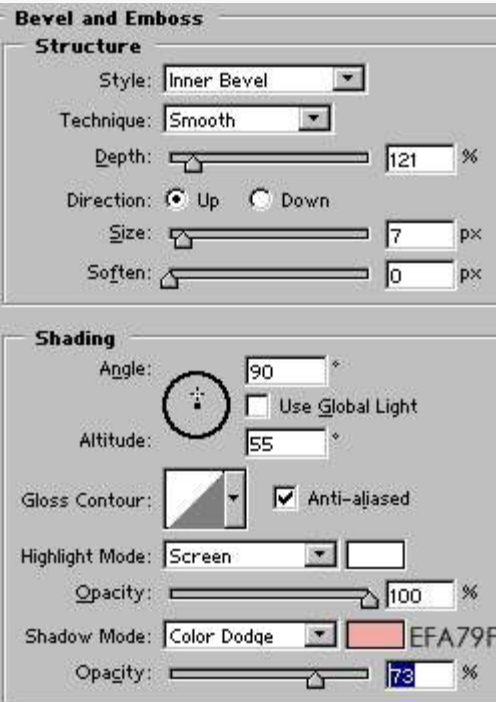 Bevel and Emboss
Structure
Style: Inner Bevel
Technique: Smooth
Depth: 121 %
Direction: Up Down
Size: 7 px
Soften: 0 px
Shading
Angle: 90 °
Use Global Light
Altitude: 55 °
Gloss Contour: Anti-aliased
Highlight Mode: Screen
Opacity: 100 %
Shadow Mode: Color Dodge EFA79F
Opacity: 73 %